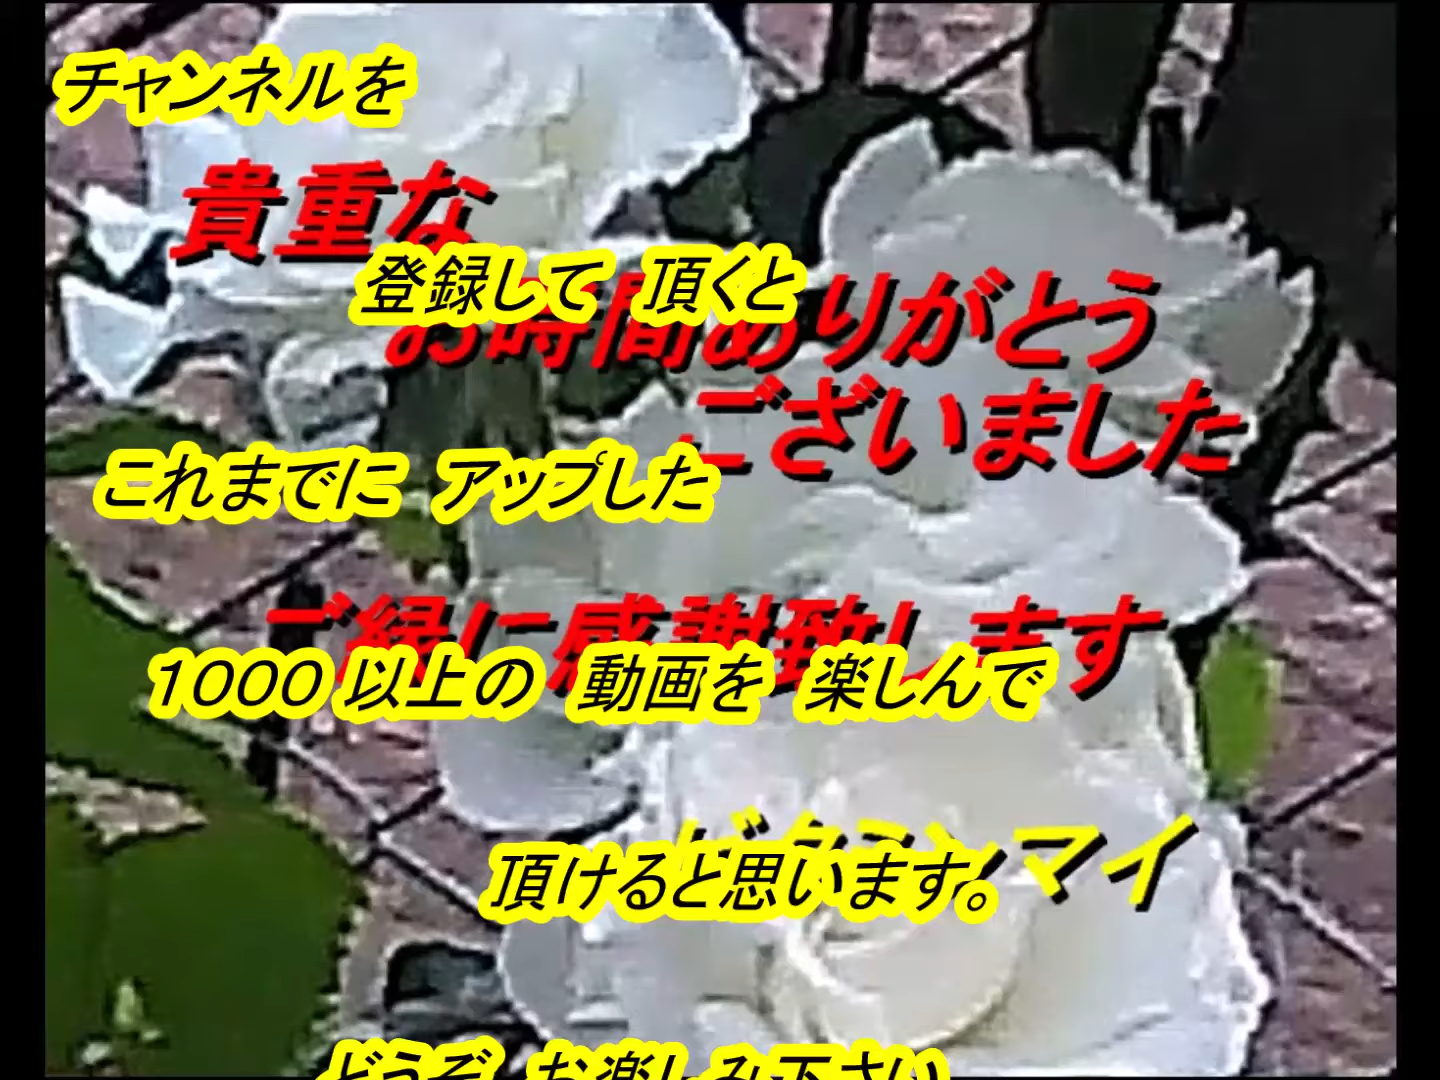 チャンネルを
貴重な
登録して 頂くと
お時間ありがとう
ございました
これまでに アップした
ご縁に感謝致します
1000以上の 動画を 楽しんで
マイ
頂けると思います。
どうぞ お楽しみ下さい